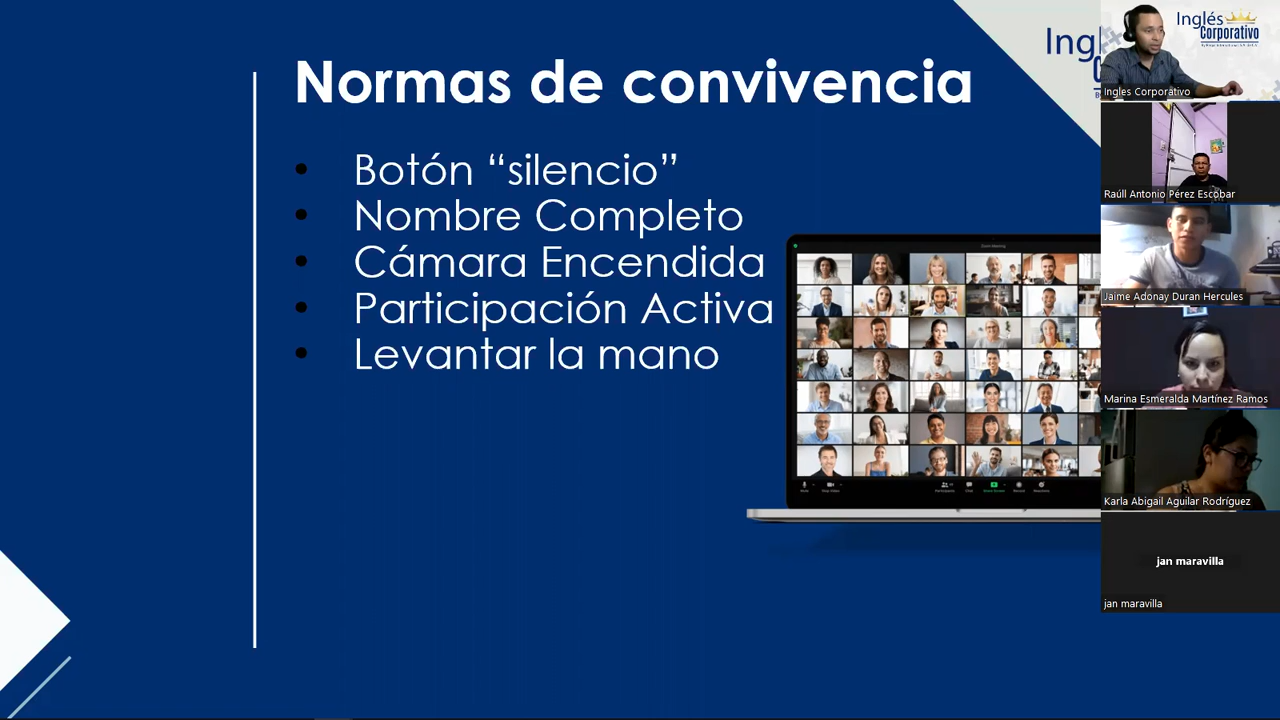 Normas de convivencia
• Botón “silencio”
• Nombre Completo
• Cámara Encendida
• Participación Activa
• Levantar la mano
Ing
Inglés
Corporativo
Ingles Corporativo
Raúll Antonio Pérez Escobar
Jaime Adonay Duran Hercules
Marina Esmeralda Martínez Ramos
Karla Abigail Aguilar Rodríguez
jan maravilla
jan maravilla